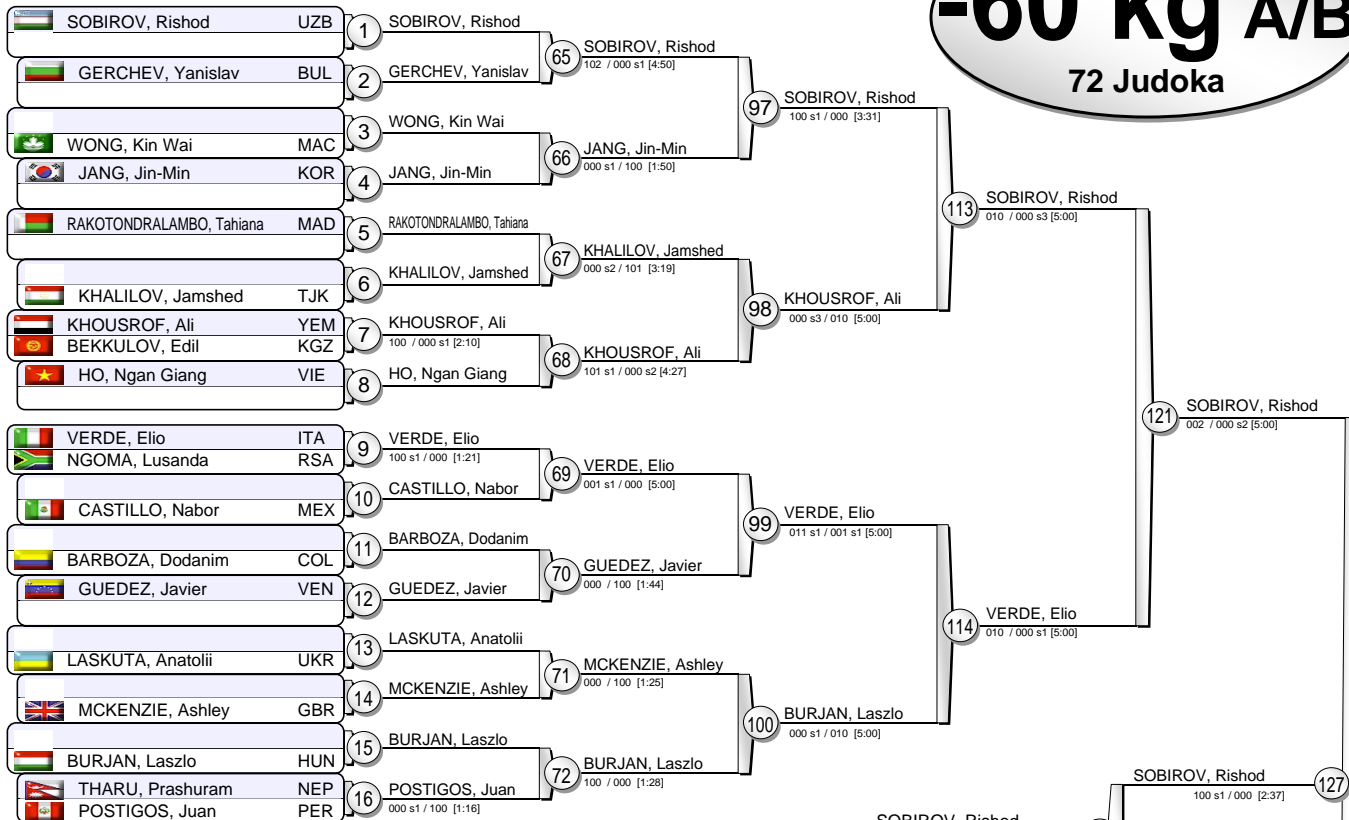 -60 kg A/B
72 Judoka
SOBIROV, Rishod UZB
1
GERCHEV, Yanislav BUL
2
WONG, Kin Wai MAC
3
JANG, Jin-Min KOR
4
RAKOTONDRALAMBO, Tahiana MAD
5
KHALILOV, Jamshed TJK
6
KHOUSROF, Ali YEM
BEKKULOV, Edil KGZ
7
HO, Ngan Giang VIE
8
VERDE, Elio ITA
NGOMA, Lusanda RSA
9
CASTILLO, Nabor MEX
10
BARBOZA, Dodanim COL
11
GUEDEZ, Javier VEN
12
LASKUTA, Anatolii UKR
13
MCKENZIE, Ashley GBR
14
BURJAN, Laszlo HUN
15
THARU, Prashuram NEP
POSTIGOS, Juan PER
16
SOBIROV, Rishod
GERCHEV, Yanislav
WONG, Kin Wai
JANG, Jin-Min
RAKOTONDRALAMBO, Tahiana
KHALILOV, Jamshed
KHOUSROF, Ali
100 / 000 s1 [2:10]
HO, Ngan Giang
VERDE, Elio
100 s1 / 000 [1:21]
CASTILLO, Nabor
BARBOZA, Dodanim
GUEDEZ, Javier
LASKUTA, Anatolii
MCKENZIE, Ashley
BURJAN, Laszlo
POSTIGOS, Juan
000 s1 / 100 [1:16]
65
SOBIROV, Rishod
102 / 000 s1 [4:50]
66
JANG, Jin-Min
000 s1 / 100 [1:50]
67
KHALILOV, Jamshed
000 s2 / 101 [3:19]
68
KHOUSROF, Ali
101 s1 / 000 s2 [4:27]
69
VERDE, Elio
001 s1 / 000 [5:00]
70
GUEDEZ, Javier
000 / 100 [1:44]
71
MCKENZIE, Ashley
000 / 100 [1:25]
72
BURJAN, Laszlo
100 / 000 [1:28]
97
SOBIROV, Rishod
100 s1 / 000 [3:31]
98
KHOUSROF, Ali
000 s3 / 010 [5:00]
99
VERDE, Elio
011 s1 / 001 s1 [5:00]
100
BURJAN, Laszlo
000 s1 / 010 [5:00]
113
SOBIROV, Rishod
010 / 000 s3 [5:00]
114
VERDE, Elio
010 / 000 s1 [5:00]
121
SOBIROV, Rishod
002 / 000 s2 [5:00]
SOBIROV, Rishod
100 s1 / 000 [2:37]
127
SOBIROV, Rishod